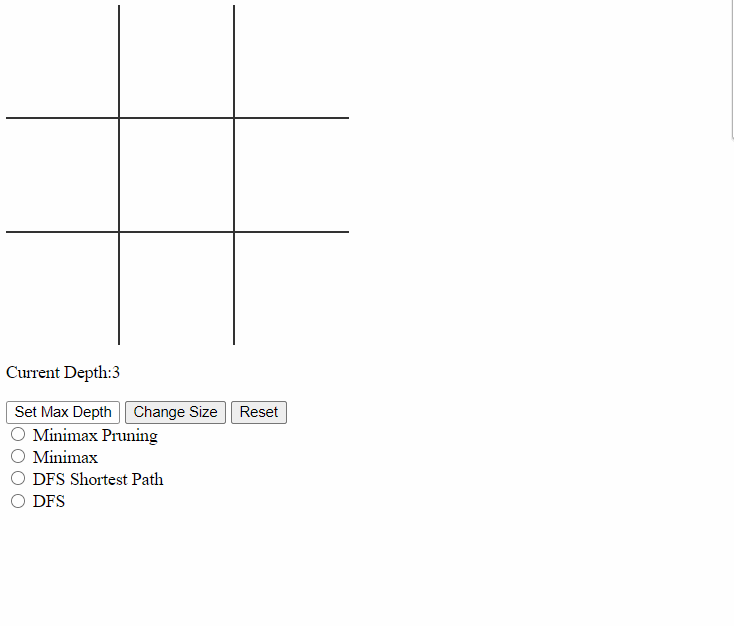 Current Depth:3
Set Max Depth Change Size Reset
Minimax Pruning
Minimax
DFS Shortest Path
DFS